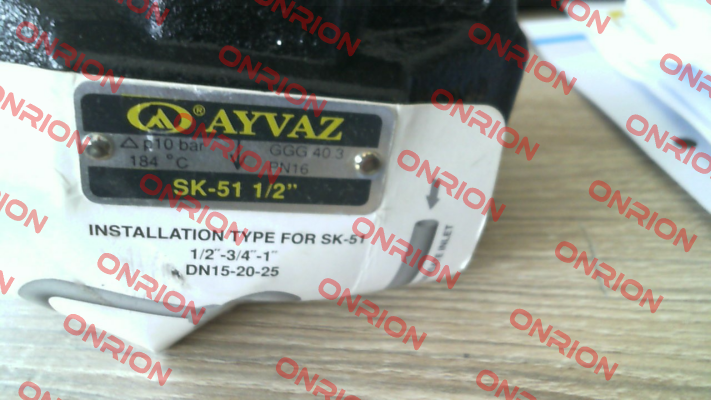 ® AYVAZ
△ p10 bar GGG 40 3
184 °C PN16
SK-51 1/2"
INSTALLATION TYPE FOR SK-51
1/2"-3/4"-1"
DN15-20-25
INLET
ONRION